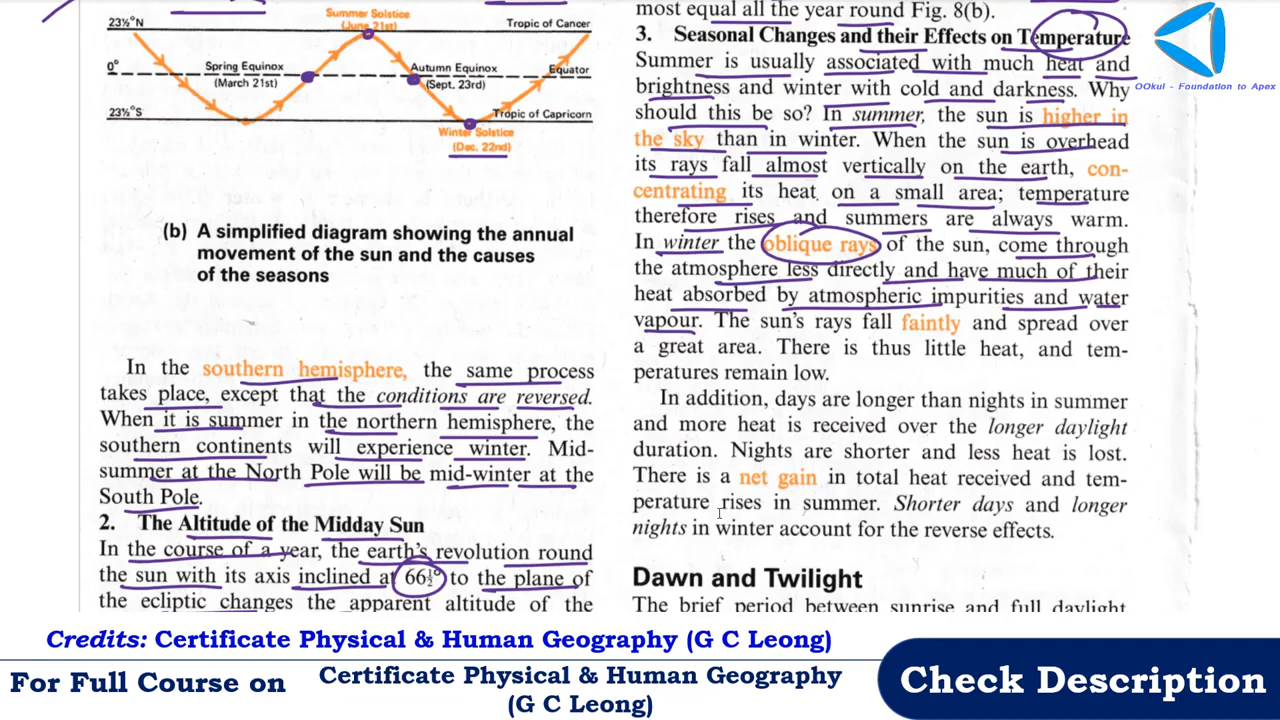 Summer Solstice
(June 21st)
23½°N
Tropic of Cancer
0°
Spring Equinox
(March 21st)
Autumn Equinox
(Sept. 23rd)
Equator
23½°S
Tropic of Capricorn
Winter Solstice
(Dec. 22nd)
(b) A simplified diagram showing the annual
movement of the sun and the causes
of the seasons
In the southern hemisphere, the same process
takes place, except that the conditions are reversed.
When it is summer in the northern hemisphere, the
southern continents will experience winter. Mid-
summer at the North Pole will be mid-winter at the
South Pole.
2. The Altitude of the Midday Sun
In the course of a year, the earth's revolution round
the sun with its axis inclined at 66½° to the plane of
the ecliptic changes the apparent altitude of the
most equal all the year round Fig. 8(b).
3. Seasonal Changes and their Effects on Temperature
Summer is usually associated with much heat and
brightness and winter with cold and darkness. Why
should this be so? In summer, the sun is higher in
the sky than in winter. When the sun is overhead
its rays fall almost vertically on the earth, con-
centrating its heat on a small area; temperature
therefore rises and summers are always warm.
In winter the oblique rays of the sun, come through
the atmosphere less directly and have much of their
heat absorbed by atmospheric impurities and water
vapour. The sun's rays fall faintly and spread over
a great area. There is thus little heat, and tem-
peratures remain low.
In addition, days are longer than nights in summer
and more heat is received over the longer daylight
duration. Nights are shorter and less heat is lost.
There is a net gain in total heat received and tem-
perature rises in summer. Shorter days and longer
nights in winter account for the reverse effects.
Dawn and Twilight
The brief period between sunrise and full daylight
OOkul - Foundation to Apex
Credits: Certificate Physical & Human Geography (G C Leong)
For Full Course on
Certificate Physical & Human Geography
(G C Leong)
Check Description